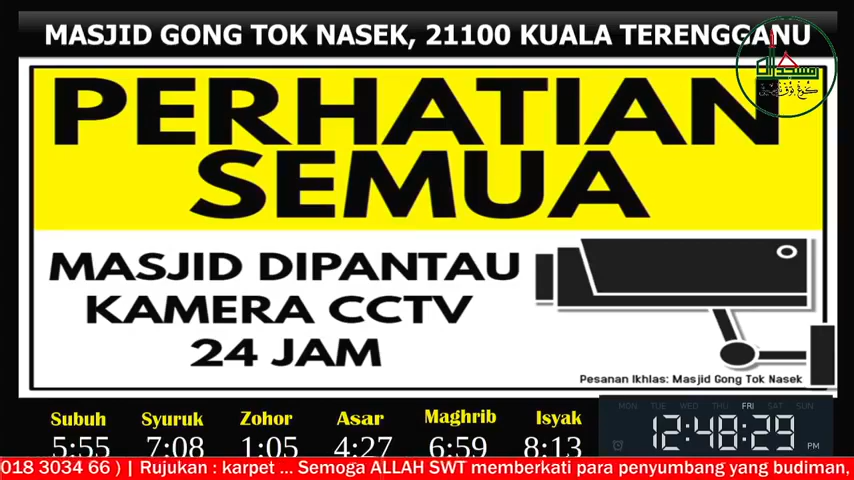 MASJID GONG TOK NASEK, 21100 KUALA TERENGGANU
PERHATIAN
SEMUA
MASJID DIPANTAU
KAMERA CCTV
24 JAM
Pesanan Ikhlas: Masjid Gong Tok Nasek
Subuh Syuruk Zohor Asar Maghrib Isyak
5:55 7:08 1:05 4:27 6:59 8:13
MON TUE WED THU FRI SAT SUN
12:48:29 PM
018 3034 66 ) | Rujukan : karpet ... Semoga ALLAH SWT memberkati para penyumbang yang budiman,